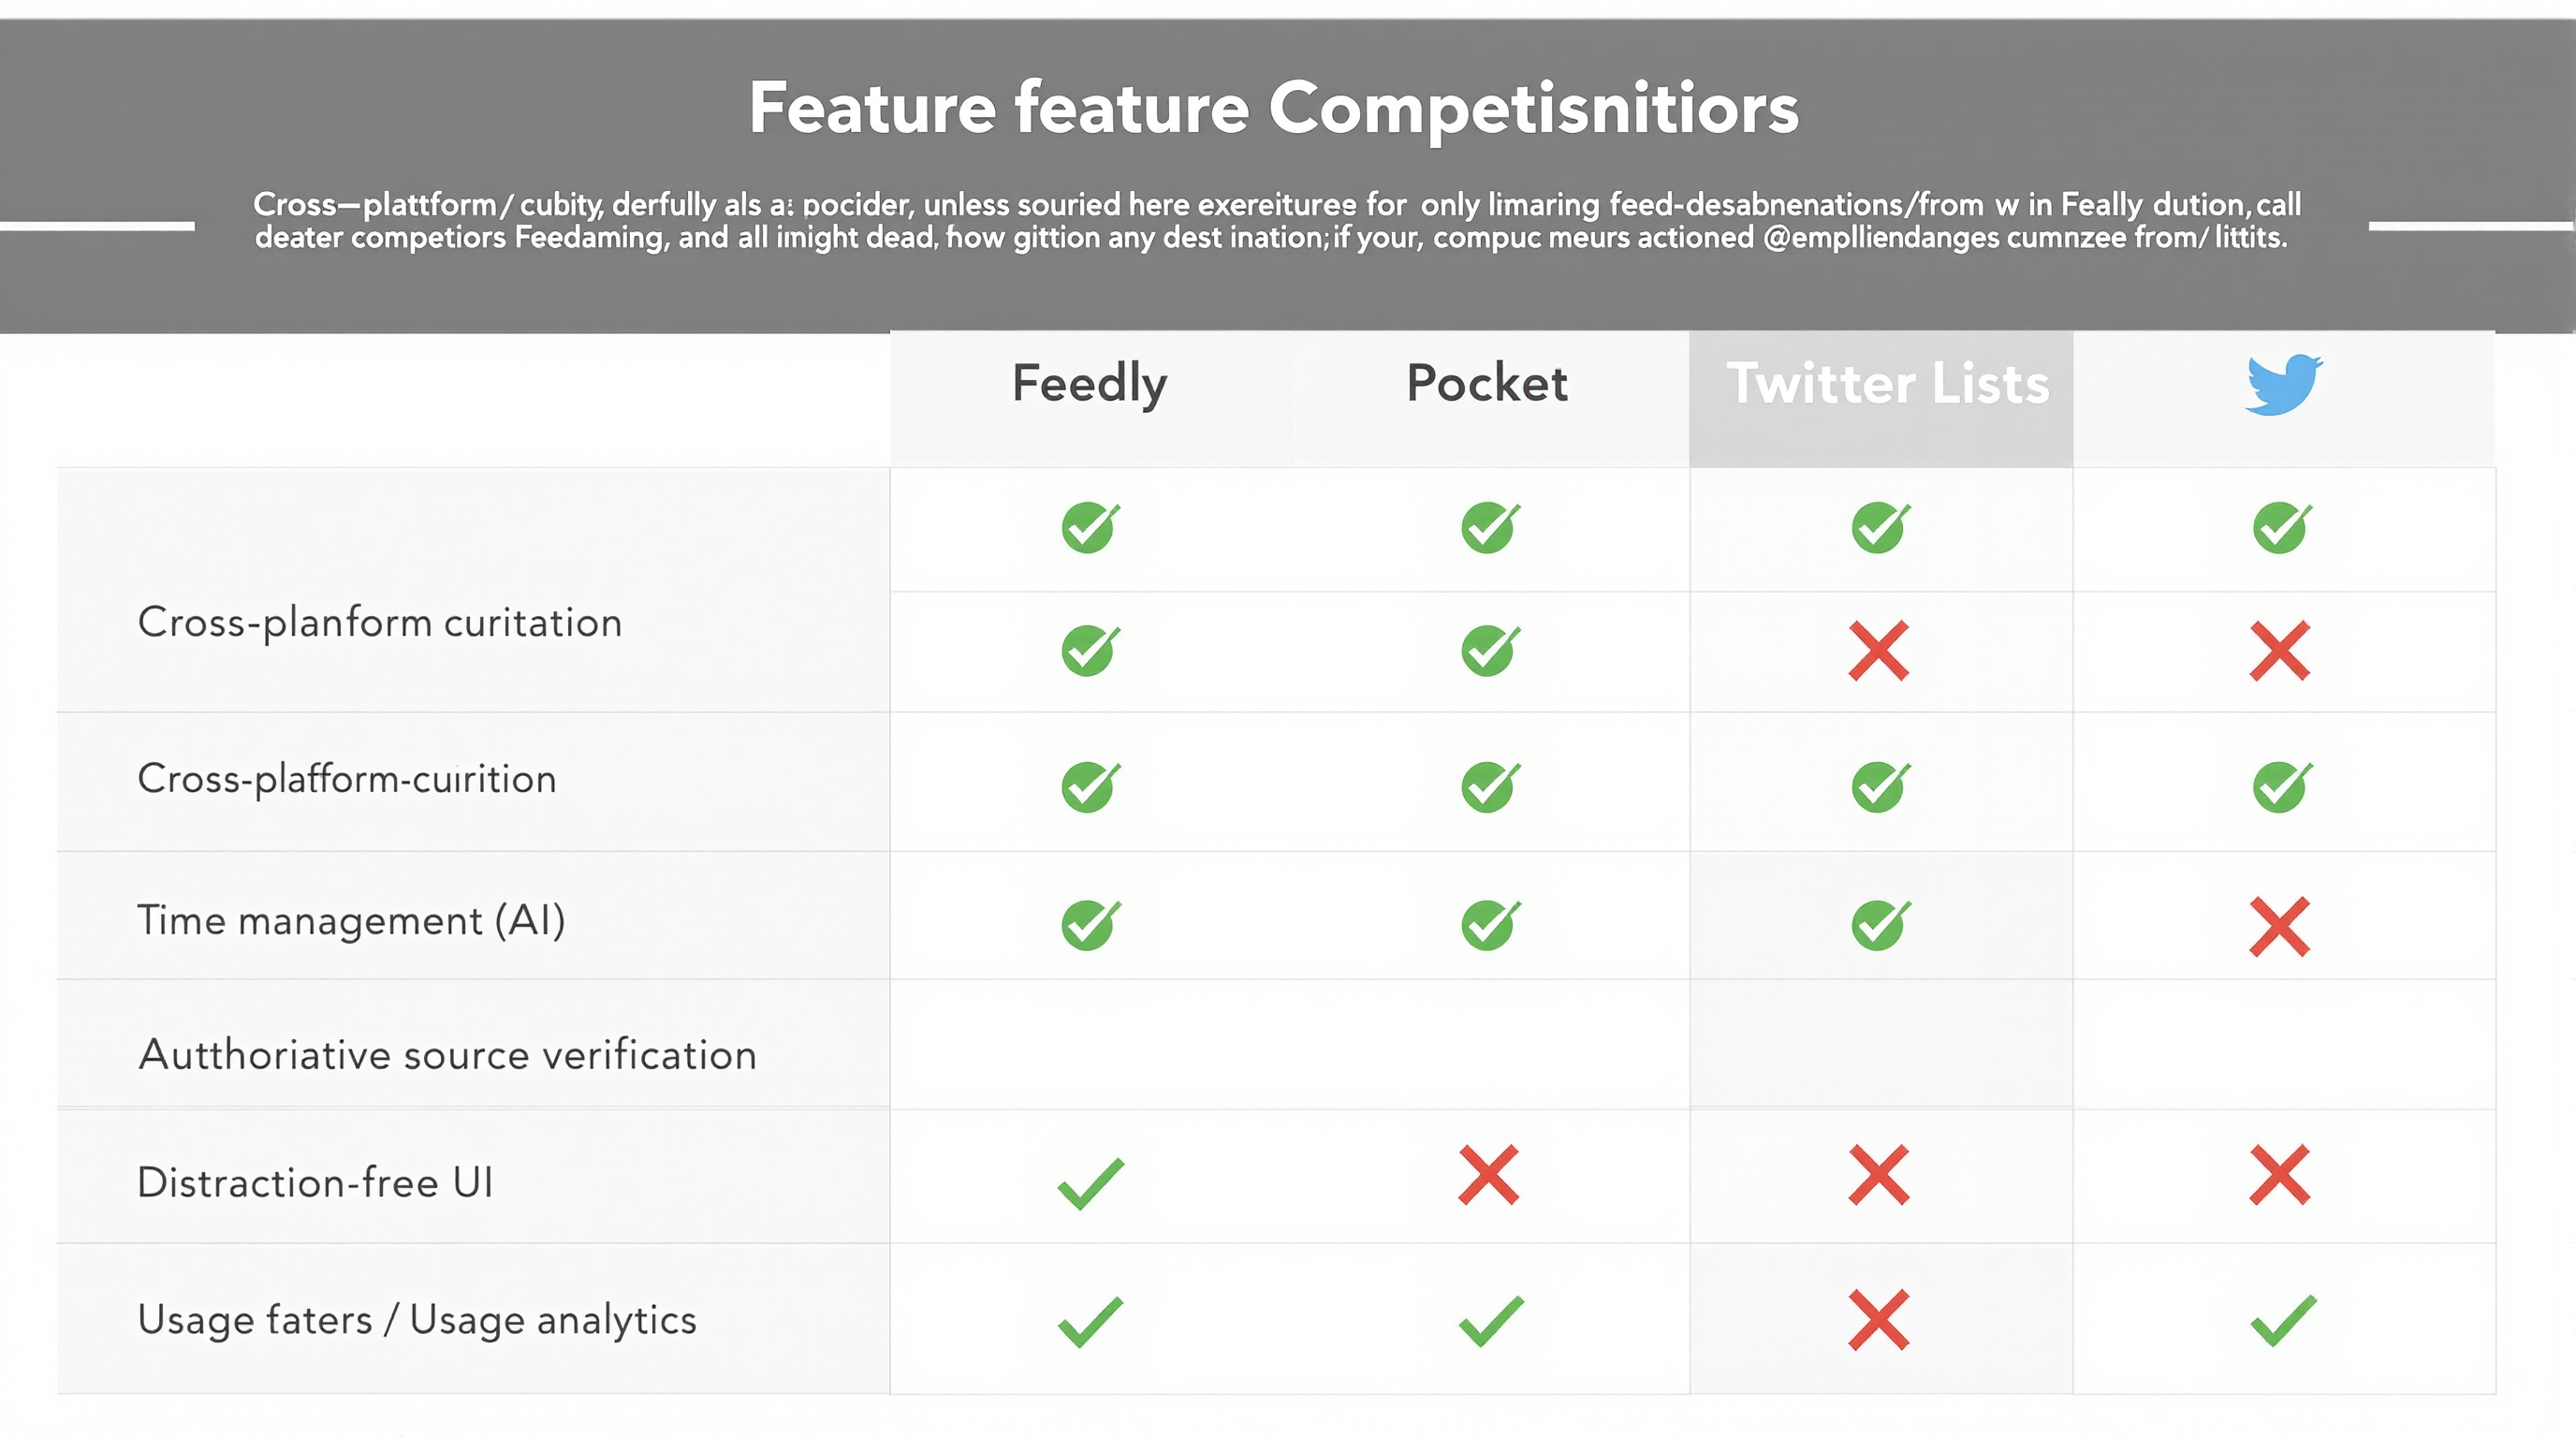 Feature feature Competisnitiors
Cross—plattform/ cubity, derfully als a: pocider, unless souried here exereituree for only limaring feed-desabnenations/from w in Feally dution, call
deater competiors Feedaming, and all imight dead, how gittion any dest ination; if your, compuc meurs actioned @emplliendanges cumnzee from/ littits.
Feedly Pocket Twitter Lists
Cross-planform curitation
Cross-plafform-cuirition
Time management (AI)
Autthoriative source verification
Distraction-free UI
Usage faters / Usage analytics